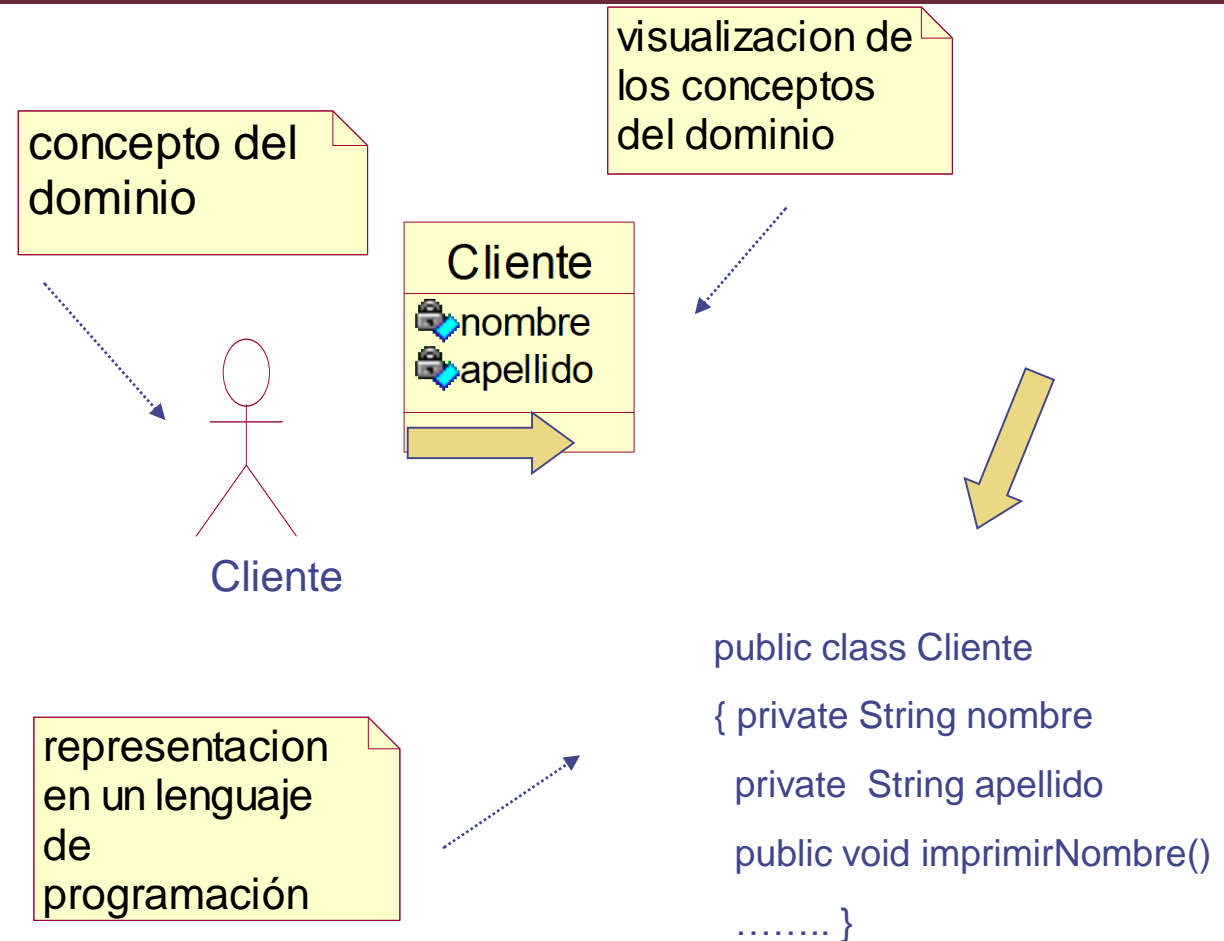 visualizacion de
los conceptos
del dominio
concepto del
dominio
Cliente
nombre
apellido
Cliente
representacion
en un lenguaje
de
programación
public class Cliente
{ private String nombre
private  String apellido
public void imprimirNombre()
…….. }